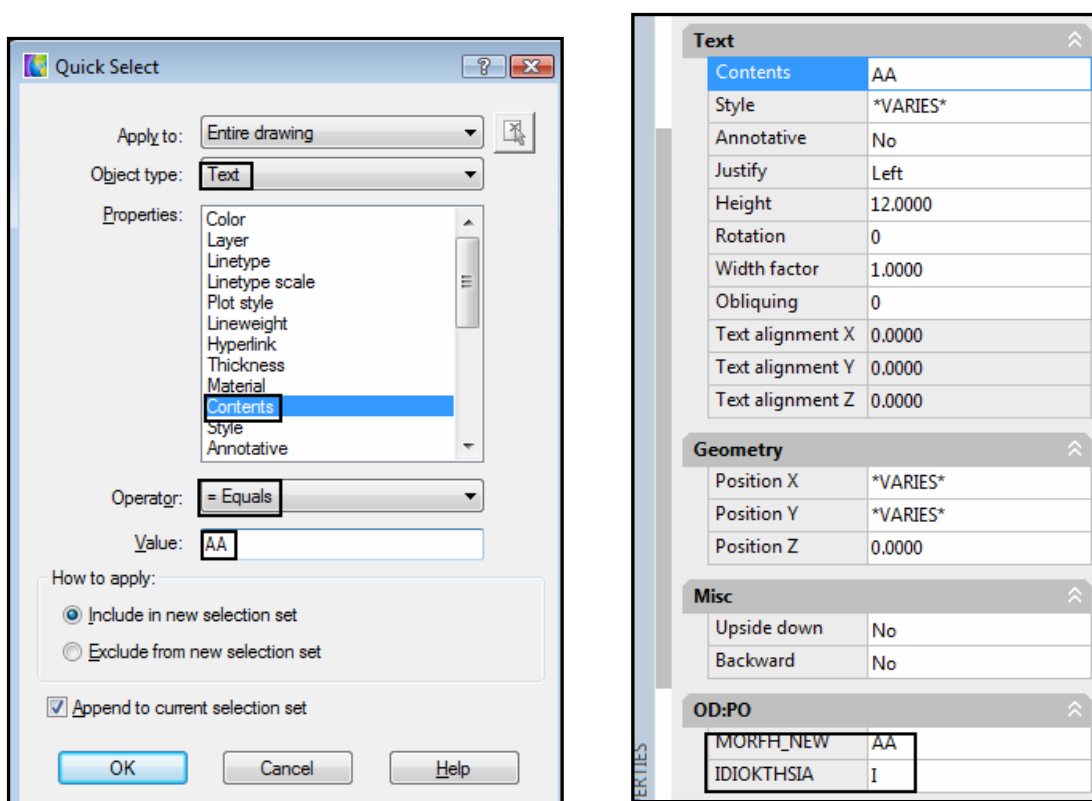 Quick Select
?
Apply to: Entire drawing
Object type: Text
Properties: Color
Layer
Linetype
Linetype scale
Plot style
Lineweight
Hyperlink
Thickness
Material
Contents
Style
Annotative
Operator: = Equals
Value: AA
How to apply:
Include in new selection set
Exclude from new selection set
Append to current selection set
OK Cancel Help
Text
Contents AA
Style *VARIES*
Annotative No
Justify Left
Height 12.0000
Rotation 0
Width factor 1.0000
Obliquing 0
Text alignment X 0.0000
Text alignment Y 0.0000
Text alignment Z 0.0000
Geometry
Position X *VARIES*
Position Y *VARIES*
Position Z 0.0000
Misc
Upside down No
Backward No
OD:PO
MORFH_NEW AA
IDIOKTHSIA I